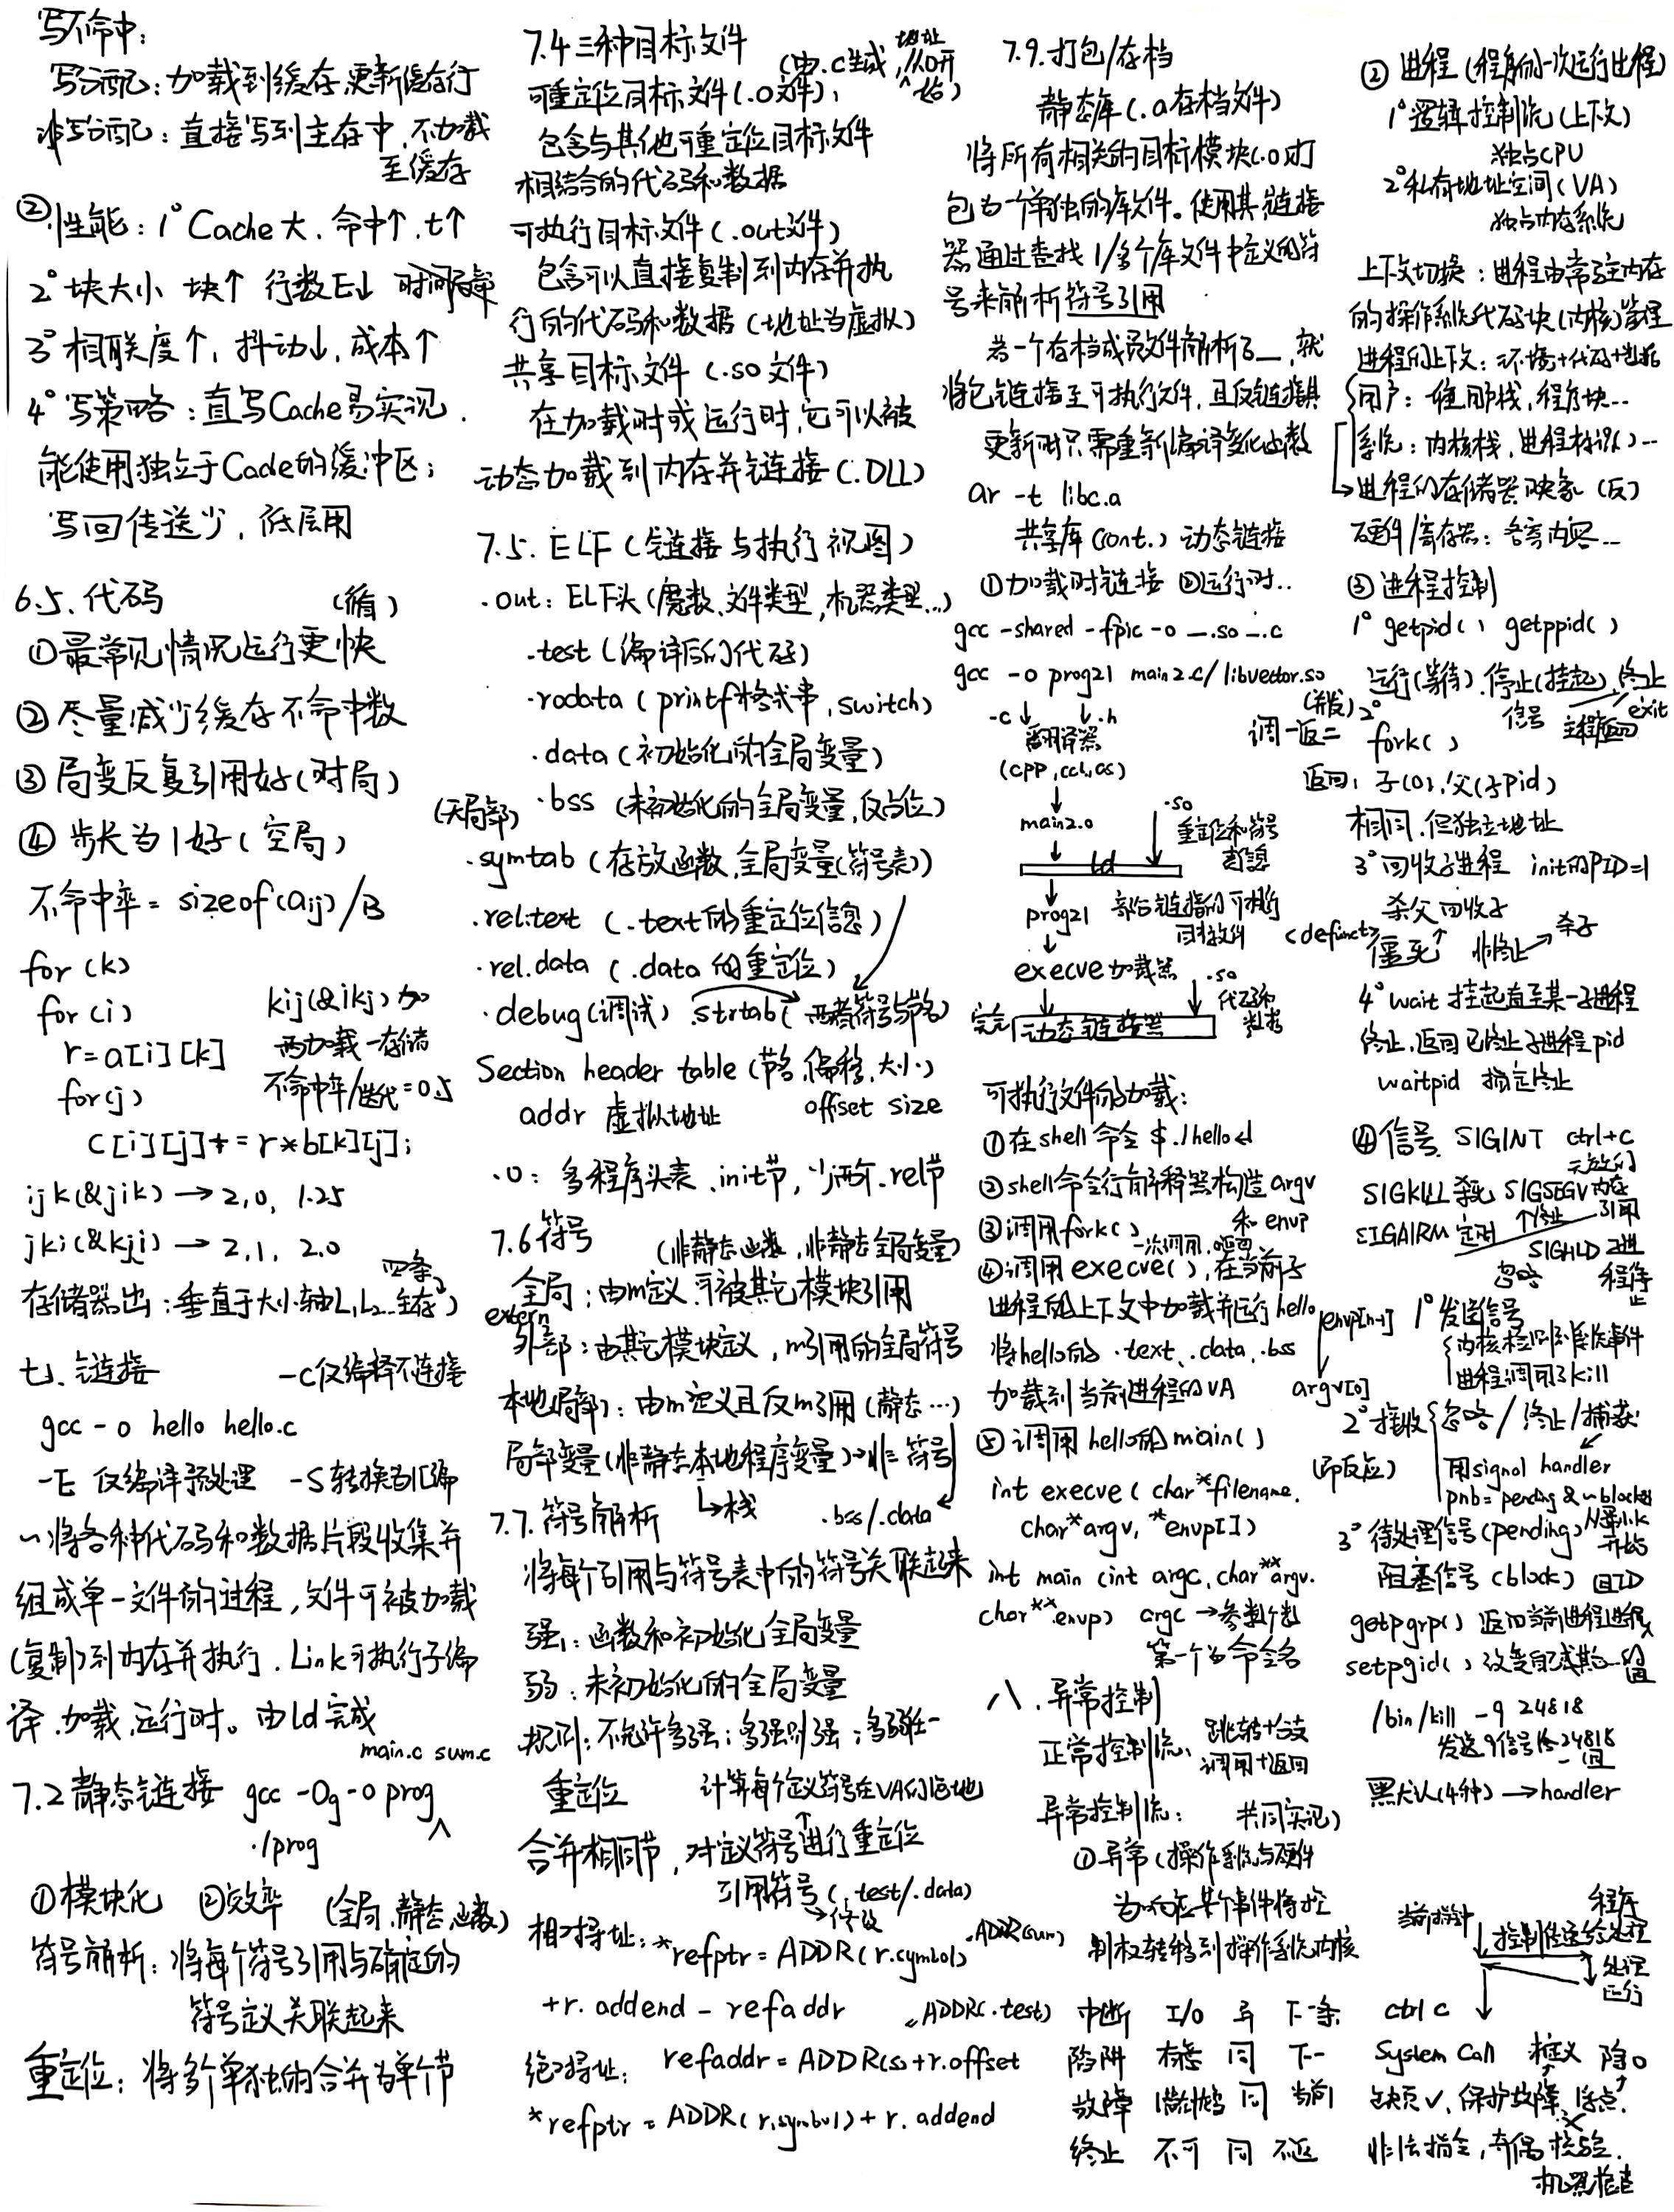 写不命中：
写分配：加载到缓存,更新缓存行
非写分配：直接写到主存中,不加载
至缓存
②性能：1° Cache大.命中↑.t↑
2° 块大小 块↑ 行数E↓
3° 相联度↑,抖动↓,成本↑
4° 写策略：直写Cache易实现.
能使用独立于Cade的缓冲区；
写回传送少,低层用
6.5.代码 (循)
①最常见情况运行更快
②尽量减少缓存不命中数
③局变反复引用好(时局)
④步长为1好(空局)
不命中率 = sizeof(aij)/B
for (k)
for (i) kij(&ikj)
r=a[i][k] 两加载一存储
for(j) 不命中率/迭代=0.5
c[i][j]+=r*b[k][j];
ijk(&jik) → 2,0, 1.25
jki(&kji) → 2,1, 2.0
存储器山：垂直于大小轴L1,L2…主存 四条
七.链接 -c仅编译不连接
gcc -o hello hello.c
-E 仅编译预处理 -S转换为汇编
~将各种代码和数据片段收集并
组成单一文件的过程,文件可被加载
(复制)到内存并执行.Link可执行于编
译.加载.运行时。由ld完成
main.c sum.c
7.2静态链接 gcc -Og -o prog ^
./prog
①模块化 ②效率 (全局,静态,函数)
符号解析：将每个符号引用与确定的
符号定义关联起来
重定位：将多个单独的合并为单个节
7.4三种目标文件
可重定位目标文件(.o文件)； (由.c生成,地址从0开始)
包含与其他可重定位目标文件
相结合的代码和数据
可执行目标文件(.out文件)
包含可以直接复制到内存并执
行的代码和数据(地址为虚拟)
共享目标文件 (.so文件)
在加载时或运行时,它可以被
动态加载到内存并链接(.DLL)
7.5. ELF(链接与执行视图)
.out: ELF头(魔数.文件类型,机器类型…)
.test(编译后的代码)
.rodata(printf格式串,switch)
.data(初始化的全局变量)
(无局部) .bss(未初始化的全局变量,仅占位)
.symtab(存放函数.全局变量(符号表))
.rel.text (.text的重定位信息)
.rel.data (.data的重定位)
.debug(调试) .strtab(两者符号与节名)
Section header table (节名,偏移,大小)
addr 虚拟地址 offset size
.o: 多程序头表 .init节,少两 .rel节
7.6符号 (非静态函数,非静态全局变量)
全局：由m定义.可被其它模块引用
extern
外部：由其它模块定义,m引用的全局符号
本地(局部)：由m定义且仅m引用(静态…)
局部变量(非静态本地程序变量)→非符号
→栈 .bss/.data
7.7.符号解析
将每个引用与符号表中的符号关联起来
强：函数和初始化全局变量
弱：未初始化的全局变量
规则：不允许多强；多强别强；多弱任一
重定位 计算每个定义符号在VA的绝地
合并相同节,对定义符号进行重定位
引用符号(.test/.data)
→修改
相对寻址：*refptr = ADDR(r.symbol) ADDR(sum)
+r.addend - refaddr ADDR(.test)
绝对寻址： refaddr = ADDR(s)+r.offset
*refptr = ADDR(r.symbol)+r.addend
7.9.打包/存档
静态库(.a存档文件)
将所有相关的目标模块(.o)打
包为一个单独的库文件。使用其,链接
器通过查找1/多个库文件中定义的符
号来解析符号引用
若一个存档成员文件解析了__,就
将它链接至可执行文件,且仅链接其
更新时只需重新编译变化函数
ar -t libc.a
共享库(cont.)动态链接
①加载时链接 ②运行时..
gcc -shared -fpic -o __.so __.c
gcc -o prog21 main2.c/libvector.so
-c↓ ↓.h
翻译器
(cpp,cc1,as)
↓
main2.o .so
↓ 重定位和符号表信息
ld
↓
prog21 部分链接的可执行目标文件
↓
execve加载器 .so
↓ 代码和数据
完全 动态链接器
可执行文件的加载：
①在shell命令 $./hello↵
②shell命令行解释器构造argv
和envp
③调用fork()
一次调用.
④调用execve(),在当前子
进程的上下文中加载并运行hello
将hello的.text、.data、.bss
加载到当前进程的VA
⑤调用hello的main()
int execve(char*filename,
char*argv, *envp[])
int main(int argc, char**argv,
char**envp) argc→参数个数
第一个为命令名
八.异常控制
正常控制流：跳转+分支
调用+返回
异常控制流： 共同实现)
①异常(操作系统与硬件
为响应某个事件将控
制权转移到操作系统内核
中断 I/O 异 下一条 ctrl c
陷阱 有意 同 下一 System call
故障 同 当前 缺页√.保护故障.浮点.除0
终止 不可 同 不返 非法指令,奇偶校验.
机器检查
②进程(程序的一次运行过程)
1°逻辑控制流(上下文)
独占CPU
2°私有地址空间(VA)
独占内存系统
上下文切换：进程由常驻内存
的操作系统代码块(内核)管理
进程的上下文：环境+代码+
用户：使用堆栈,程序块…
系统：内核栈,进程标识)…
→进程的存储器映象
硬件/寄存器：各寄内容…
③进程控制
1° getpid() getppid()
运行(等待).停止(挂起).终止
信号 主程序返回 exit
(并发)2°
调一返二 fork()
返回：子(0).父(子pid)
相同.但独立地址
3°回收子进程 init的PID=1
杀父回收子
<defunct> 僵死↑ 非终止→杀子
4° wait 挂起直至某一子进程
终止,返回已终止子进程pid
waitpid 指定终止
④信号 SIGINT ctrl+c
SIGKILL 杀死 SIGSEGV 无效的内存引用
SIGAIRM 定时 ↑终止
SIGHLD 子进程停止
忽略
envp[n-1] 1°发送信号
内核检测到系统事件
进程调用了kill
argv[0]
2°接收 忽略/终止/捕获
(即反应) 用signal handler
pnb=pending&~blocked
3°待处理信号(pending)
阻塞信号(block)
getpgrp() 返回当前进程进程组ID
setpgid() 改变自己或其…组
/bin/kill -9 24818
发送9信号给24818
默认(4种)→handler
当前指针 控制传送给处理程序
处理运行